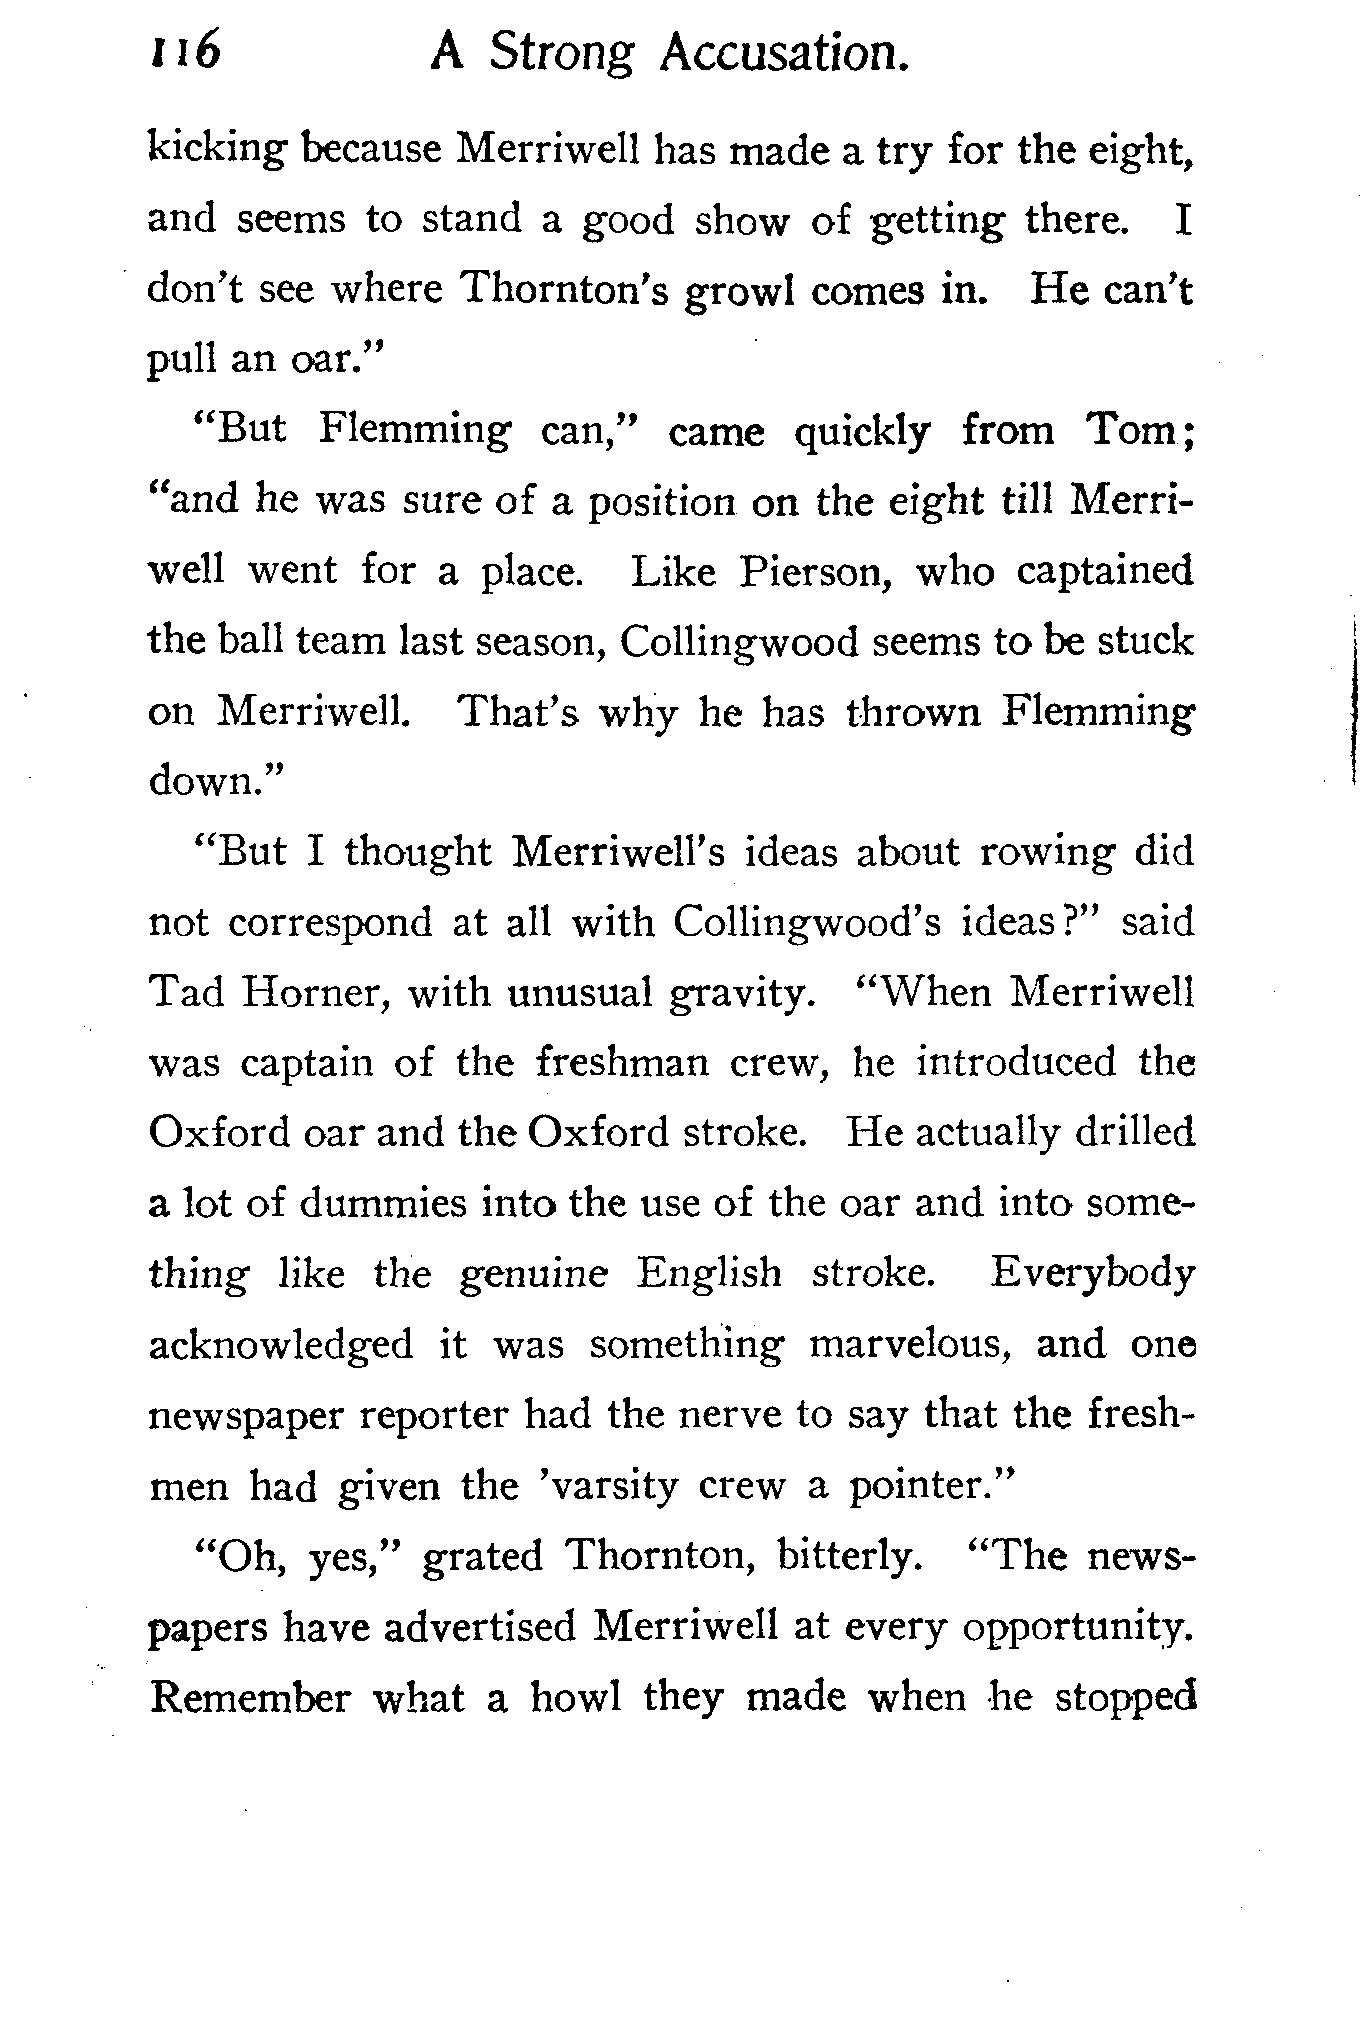 116 A Strong Accusation.
kicking because Merriwell has made a try for the eight,
and seems to stand a good show of getting there. I
don't see where Thornton's growl comes in. He can't
pull an oar."
"But Flemming can," came quickly from Tom;
"and he was sure of a position on the eight till Merri-
well went for a place. Like Pierson, who captained
the ball team last season, Collingwood seems to be stuck
on Merriwell. That's why he has thrown Flemming
down."
"But I thought Merriwell's ideas about rowing did
not correspond at all with Collingwood's ideas?" said
Tad Horner, with unusual gravity. "When Merriwell
was captain of the freshman crew, he introduced the
Oxford oar and the Oxford stroke. He actually drilled
a lot of dummies into the use of the oar and into some-
thing like the genuine English stroke. Everybody
acknowledged it was something marvelous, and one
newspaper reporter had the nerve to say that the fresh-
men had given the 'varsity crew a pointer."
"Oh, yes," grated Thornton, bitterly. "The news-
papers have advertised Merriwell at every opportunity.
Remember what a howl they made when he stopped